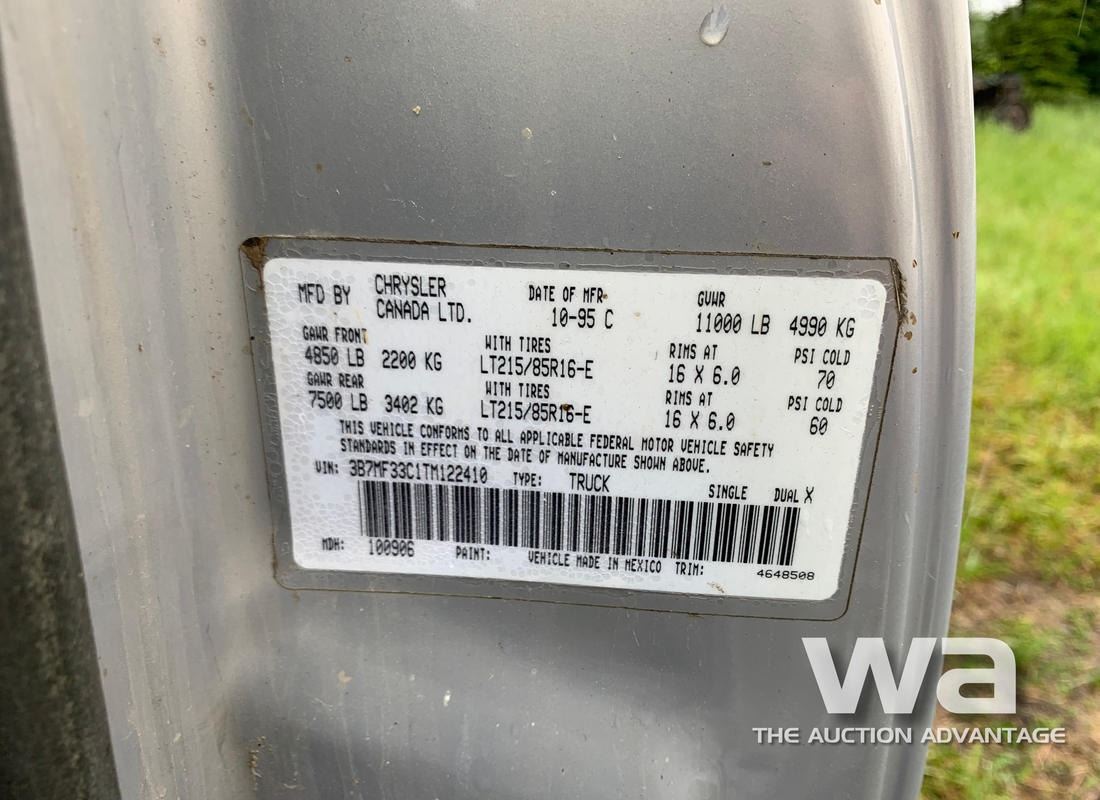 MFD BY CHRYSLER CANADA LTD. DATE OF MFR 10-95 C GVWR 11000 LB 4990 KG
GAWR FRONT WITH TIRES RIMS AT PSI COLD
4850 LB 2200 KG LT215/85R16-E 16 X 6.0 70
GAWR REAR WITH TIRES RIMS AT PSI COLD
7500 LB 3402 KG LT215/85R16-E 16 X 6.0 60
THIS VEHICLE CONFORMS TO ALL APPLICABLE FEDERAL MOTOR VEHICLE SAFETY
STANDARDS IN EFFECT ON THE DATE OF MANUFACTURE SHOWN ABOVE.
VIN: 3B7MF33C1TM122410 TYPE: TRUCK SINGLE DUAL X
MDH: 100906 PAINT: VEHICLE MADE IN MEXICO TRIM: 4648508
wa
THE AUCTION ADVANTAGE